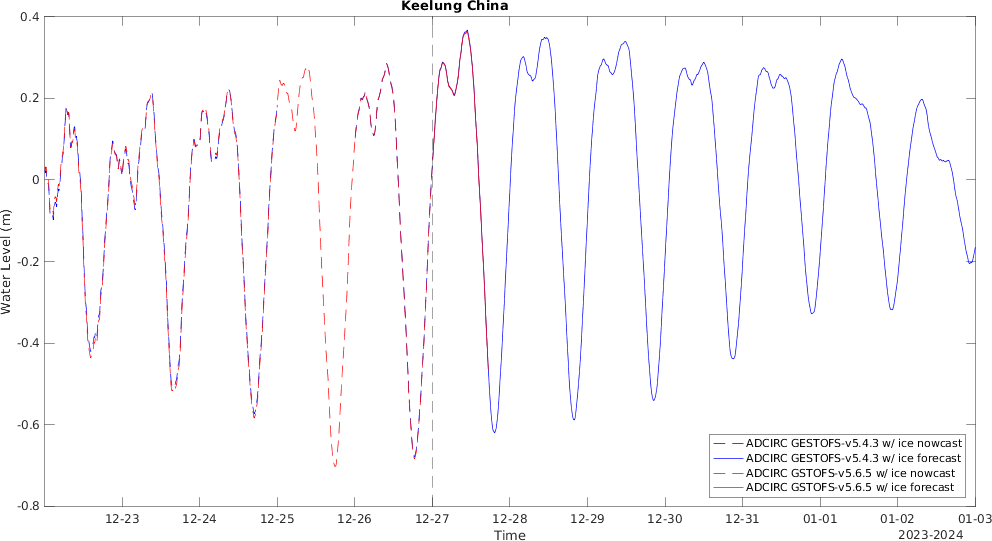 Keelung China
0.4
0.2
0
-0.2
-0.4
-0.6
-0.8
Water Level (m)
12-23 12-24 12-25 12-26 12-27 12-28 12-29 12-30 12-31 01-01 01-02 01-03
Time
2023-2024
ADCIRC GESTOFS-v5.4.3 w/ ice nowcast
ADCIRC GESTOFS-v5.4.3 w/ ice forecast
ADCIRC GSTOFS-v5.6.5 w/ ice nowcast
ADCIRC GSTOFS-v5.6.5 w/ ice forecast